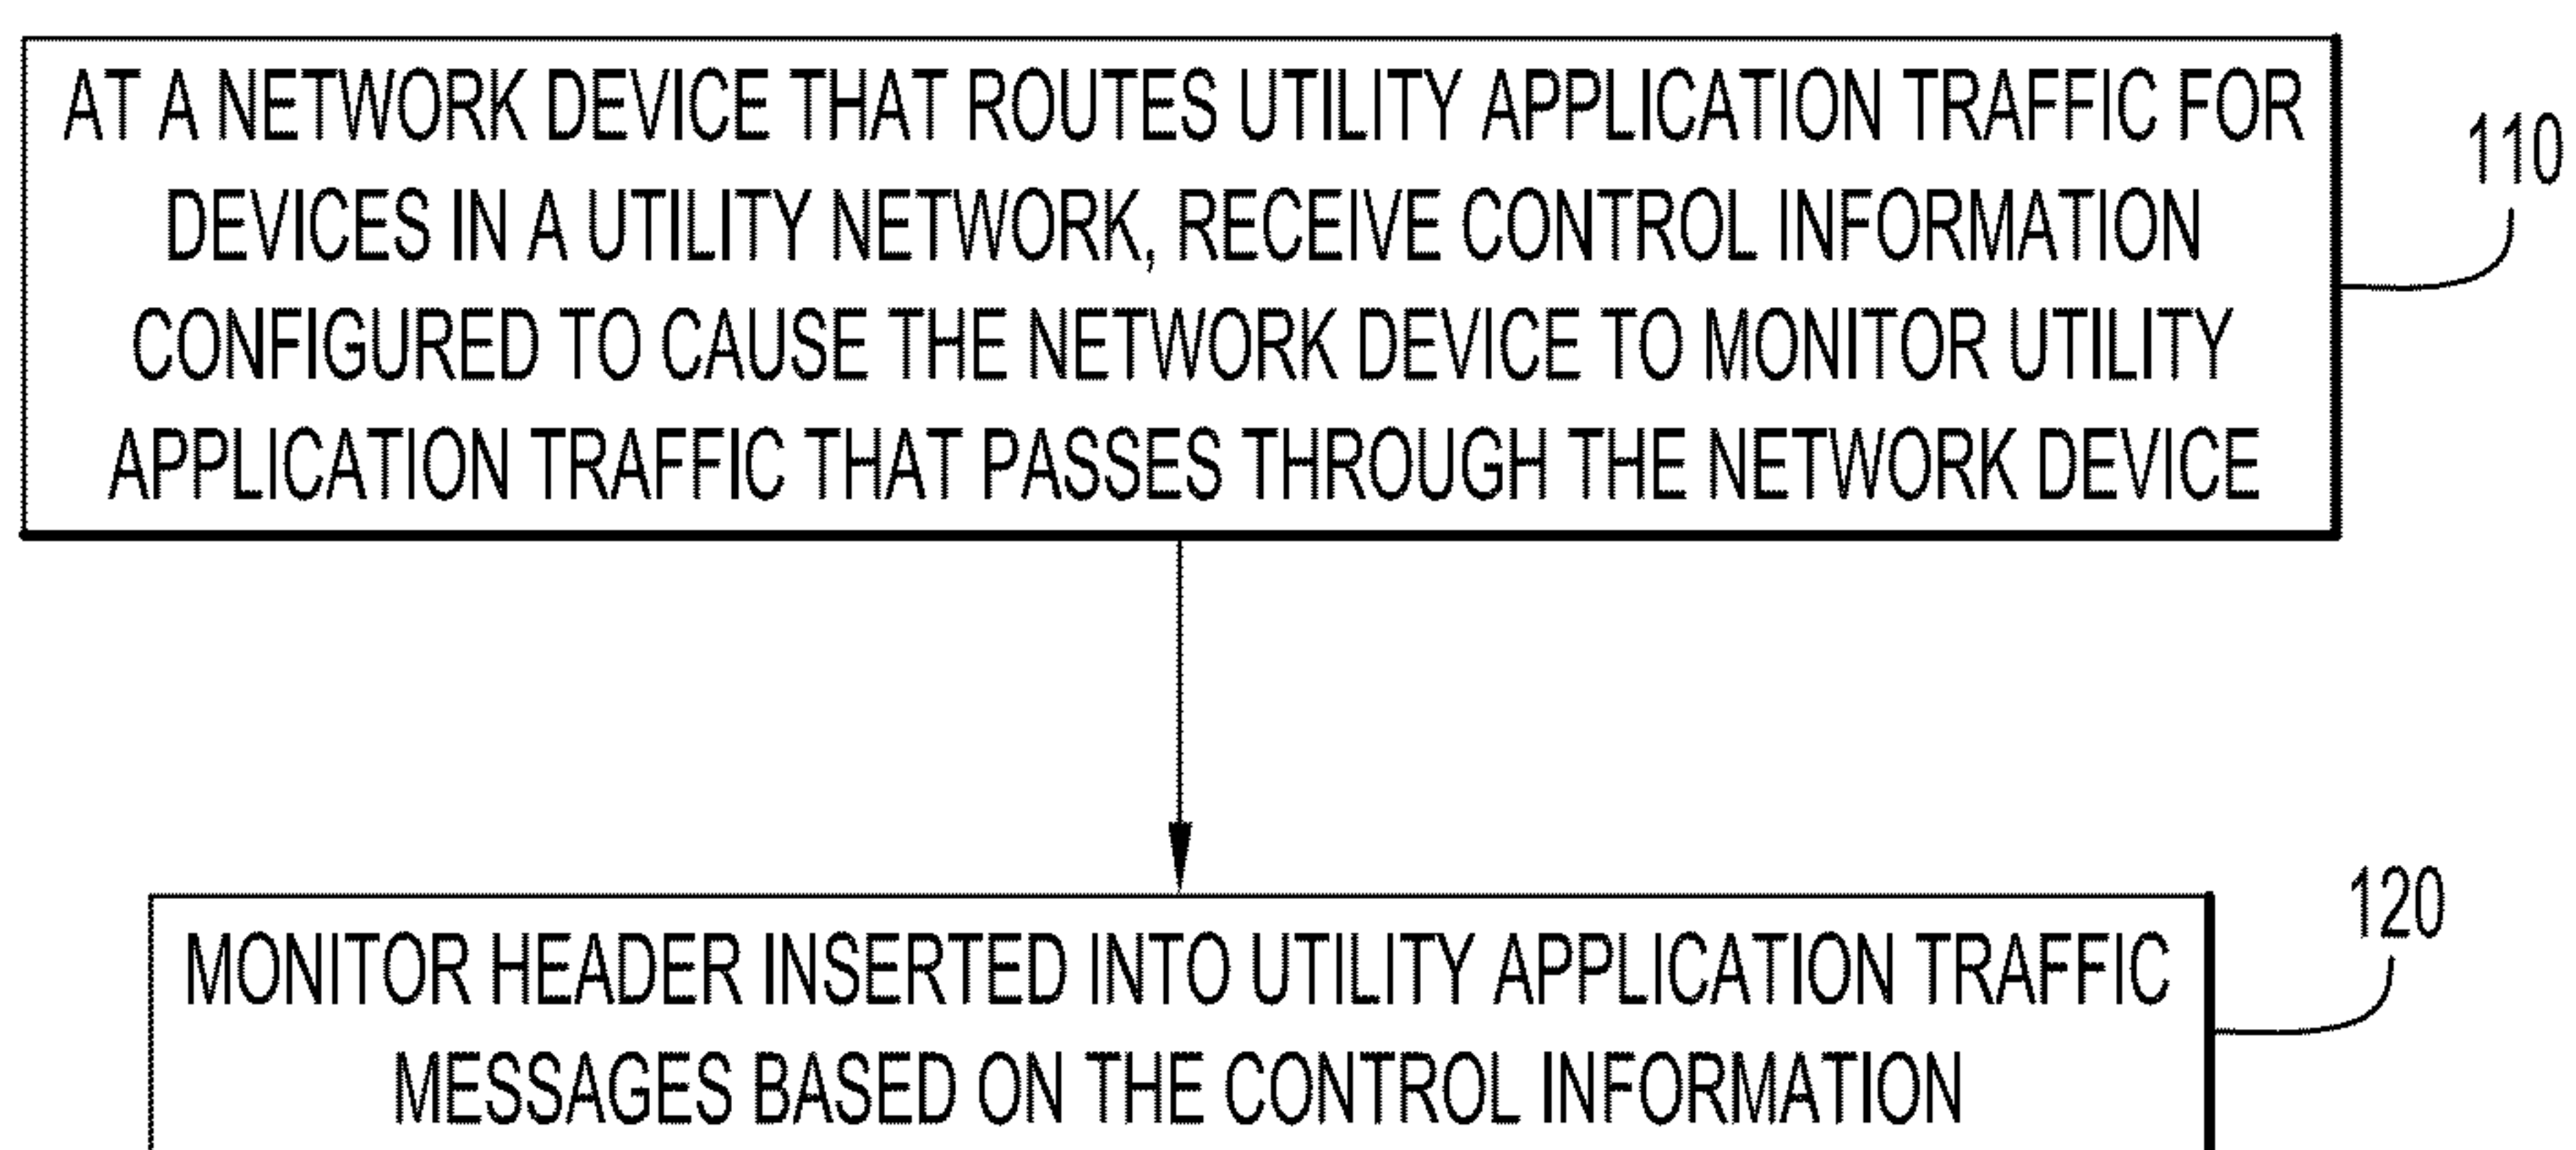 AT A NETWORK DEVICE THAT ROUTES UTILITY APPLICATION TRAFFIC FOR
DEVICES IN A UTILITY NETWORK, RECEIVE CONTROL INFORMATION
CONFIGURED TO CAUSE THE NETWORK DEVICE TO MONITOR UTILITY
APPLICATION TRAFFIC THAT PASSES THROUGH THE NETWORK DEVICE
110
MONITOR HEADER INSERTED INTO UTILITY APPLICATION TRAFFIC
MESSAGES BASED ON THE CONTROL INFORMATION
120